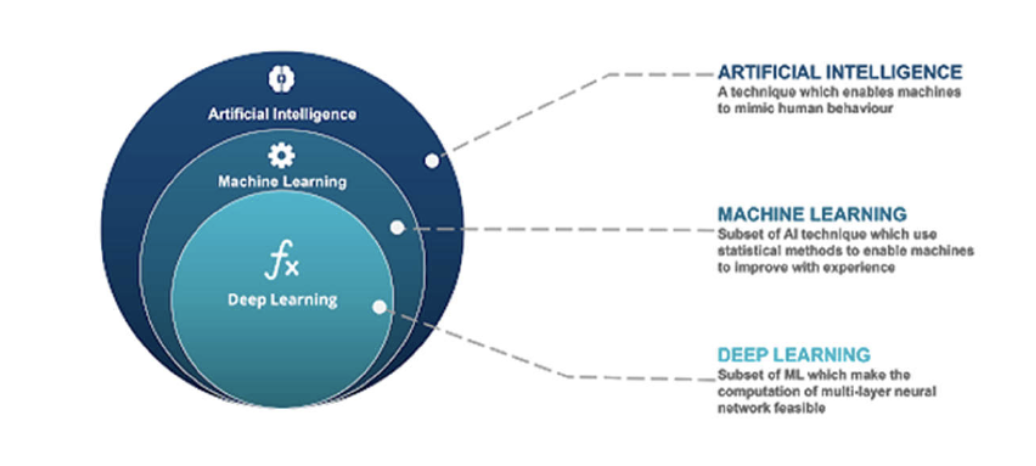 Artificial Intelligence
Machine Learning
fx
Deep Learning
ARTIFICIAL INTELLIGENCE
A technique which enables machines
to mimic human behaviour
MACHINE LEARNING
Subset of AI technique which use
statistical methods to enable machines
to improve with experience
DEEP LEARNING
Subset of ML which make the
computation of multi-layer neural
network feasible